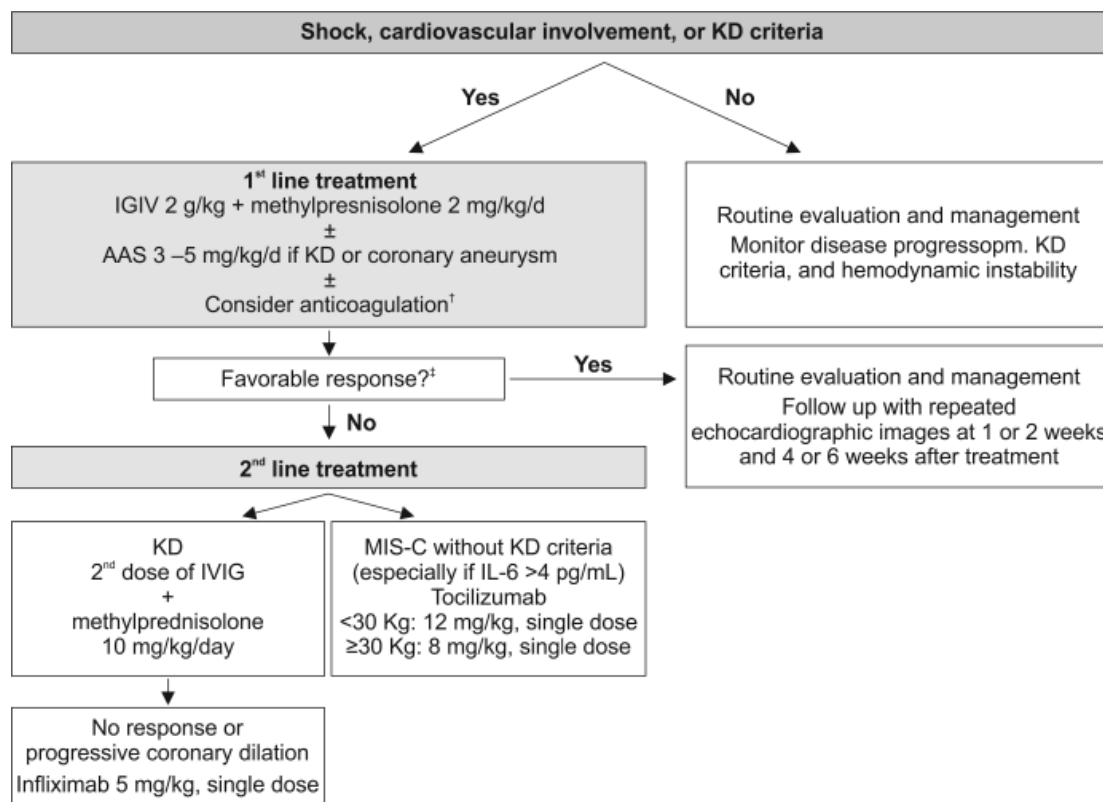 Shock, cardiovascular involvement, or KD criteria
Yes
No
1st line treatment
IGIV 2 g/kg + methylpresnisolone 2 mg/kg/d
±
AAS 3 –5 mg/kg/d if KD or coronary aneurysm
±
Consider anticoagulation†
Routine evaluation and management
Monitor disease progressopm. KD
criteria, and hemodynamic instability
Favorable response?‡
Yes
Routine evaluation and management
Follow up with repeated
echocardiographic images at 1 or 2 weeks
and 4 or 6 weeks after treatment
No
2nd line treatment
KD
2nd dose of IVIG
+
methylprednisolone
10 mg/kg/day
MIS-C without KD criteria
(especially if IL-6 >4 pg/mL)
Tocilizumab
<30 Kg: 12 mg/kg, single dose
≥30 Kg: 8 mg/kg, single dose
No response or
progressive coronary dilation
Infliximab 5 mg/kg, single dose